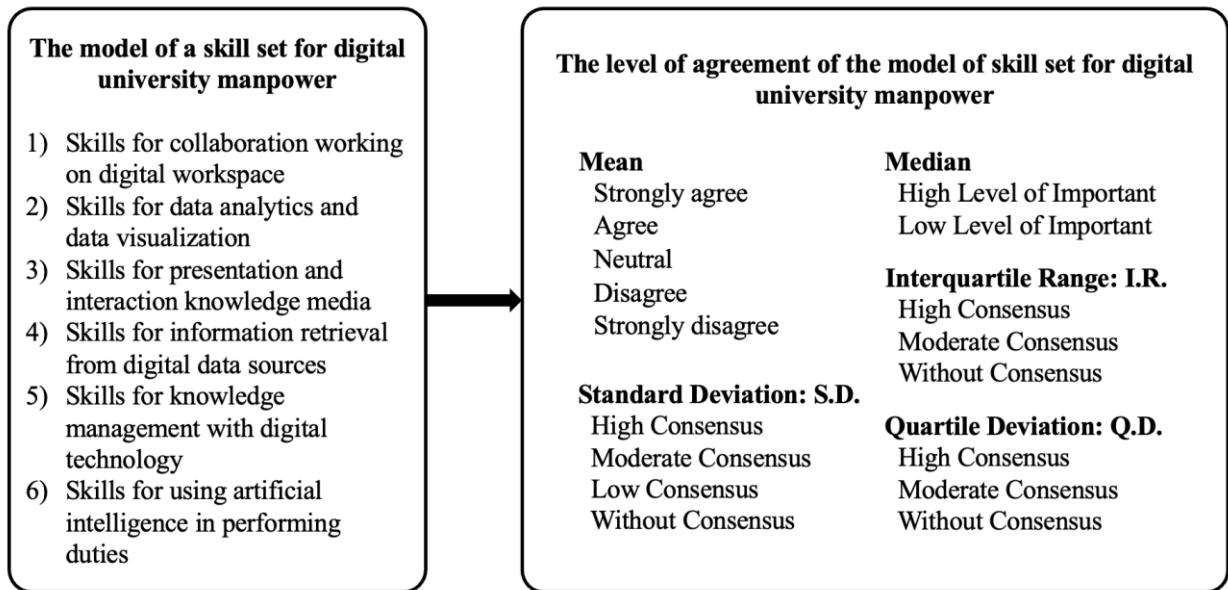 The model of a skill set for digital
university manpower
1) Skills for collaboration working
on digital workspace
2) Skills for data analytics and
data visualization
3) Skills for presentation and
interaction knowledge media
4) Skills for information retrieval
from digital data sources
5) Skills for knowledge
management with digital
technology
6) Skills for using artificial
intelligence in performing
duties
The level of agreement of the model of skill set for digital
university manpower
Mean
Strongly agree
Agree
Neutral
Disagree
Strongly disagree
Standard Deviation: S.D.
High Consensus
Moderate Consensus
Low Consensus
Without Consensus
Median
High Level of Important
Low Level of Important
Interquartile Range: I.R.
High Consensus
Moderate Consensus
Without Consensus
Quartile Deviation: Q.D.
High Consensus
Moderate Consensus
Without Consensus